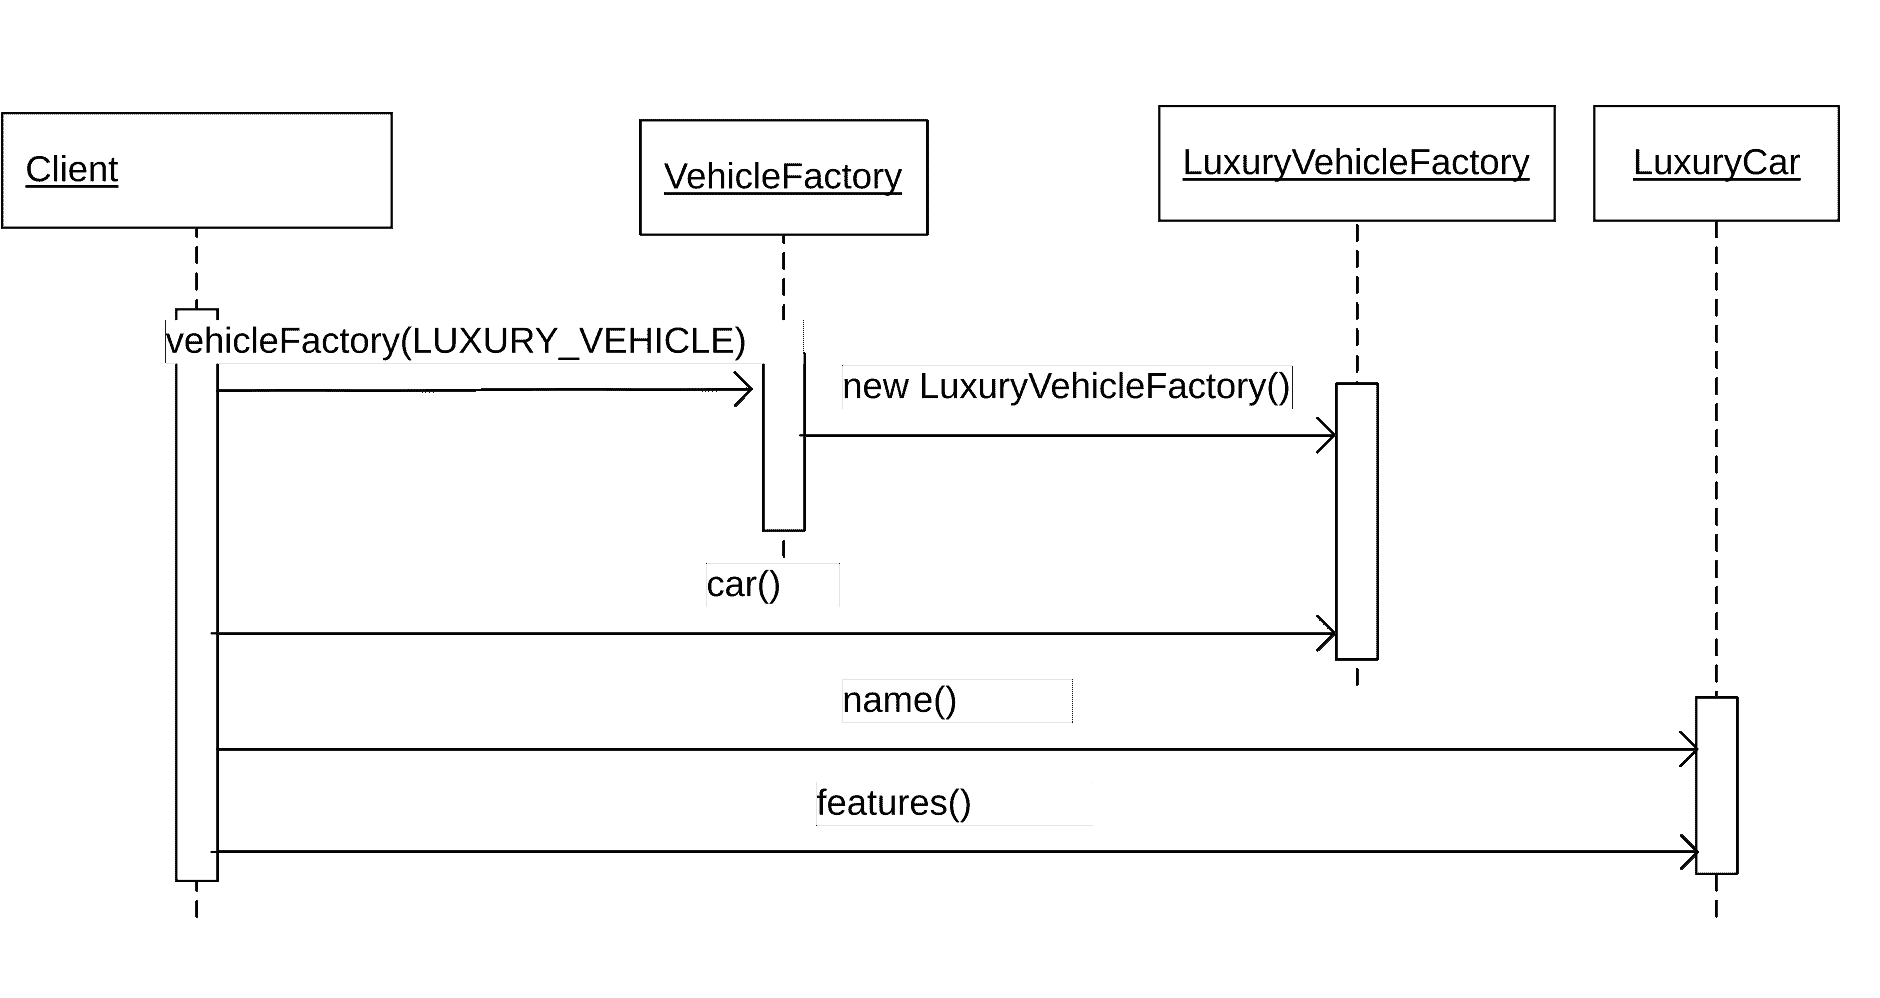 Client
VehicleFactory
LuxuryVehicleFactory
LuxuryCar
vehicleFactory(LUXURY_VEHICLE)
new LuxuryVehicleFactory()
car()
name()
features()